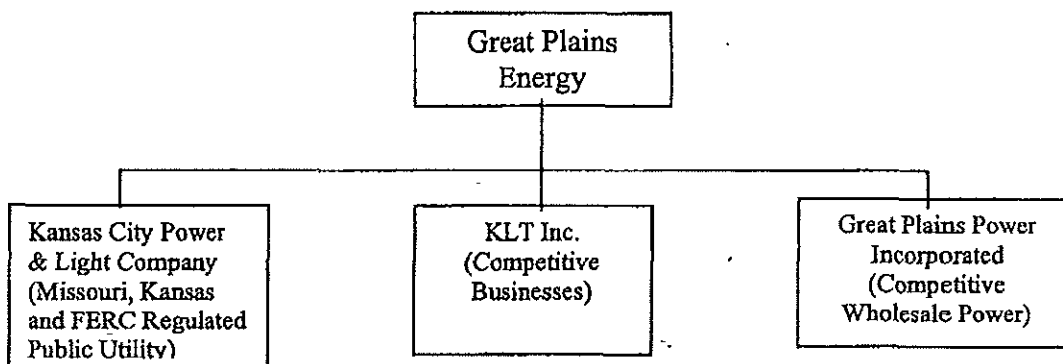 Great Plains
Energy
Kansas City Power
& Light Company
(Missouri, Kansas
and FERC Regulated
Public Utility)
KLT Inc.
(Competitive
Businesses)
Great Plains Power
Incorporated
(Competitive
Wholesale Power)